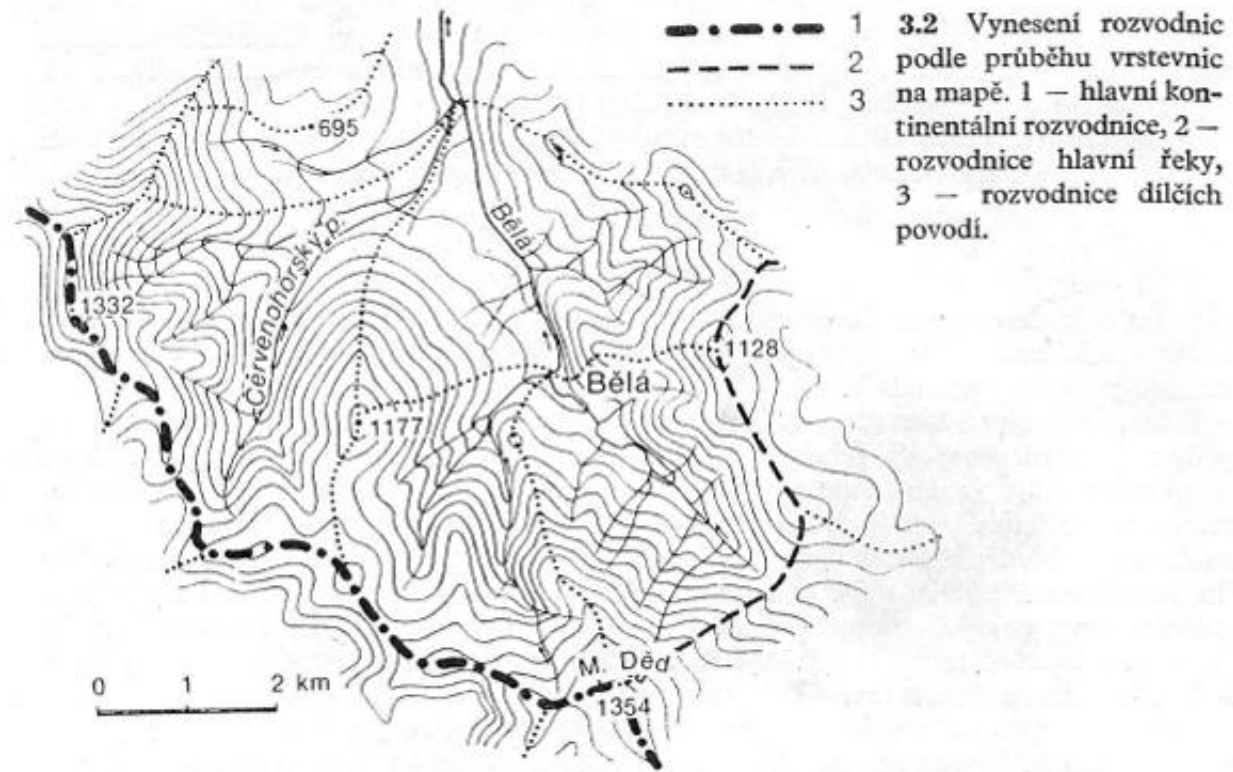 1
2
3
3.2 Vynesení rozvodnic
podle průběhu vrstevnic
na mapě. 1 — hlavní kon-
tinentální rozvodnice, 2 —
rozvodnice hlavní řeky,
3 — rozvodnice dílčích
povodí.
695
Bělá
Červenohorský p.
1332
1128
Bělá
1177
M. Děd
1354
0 1 2 km